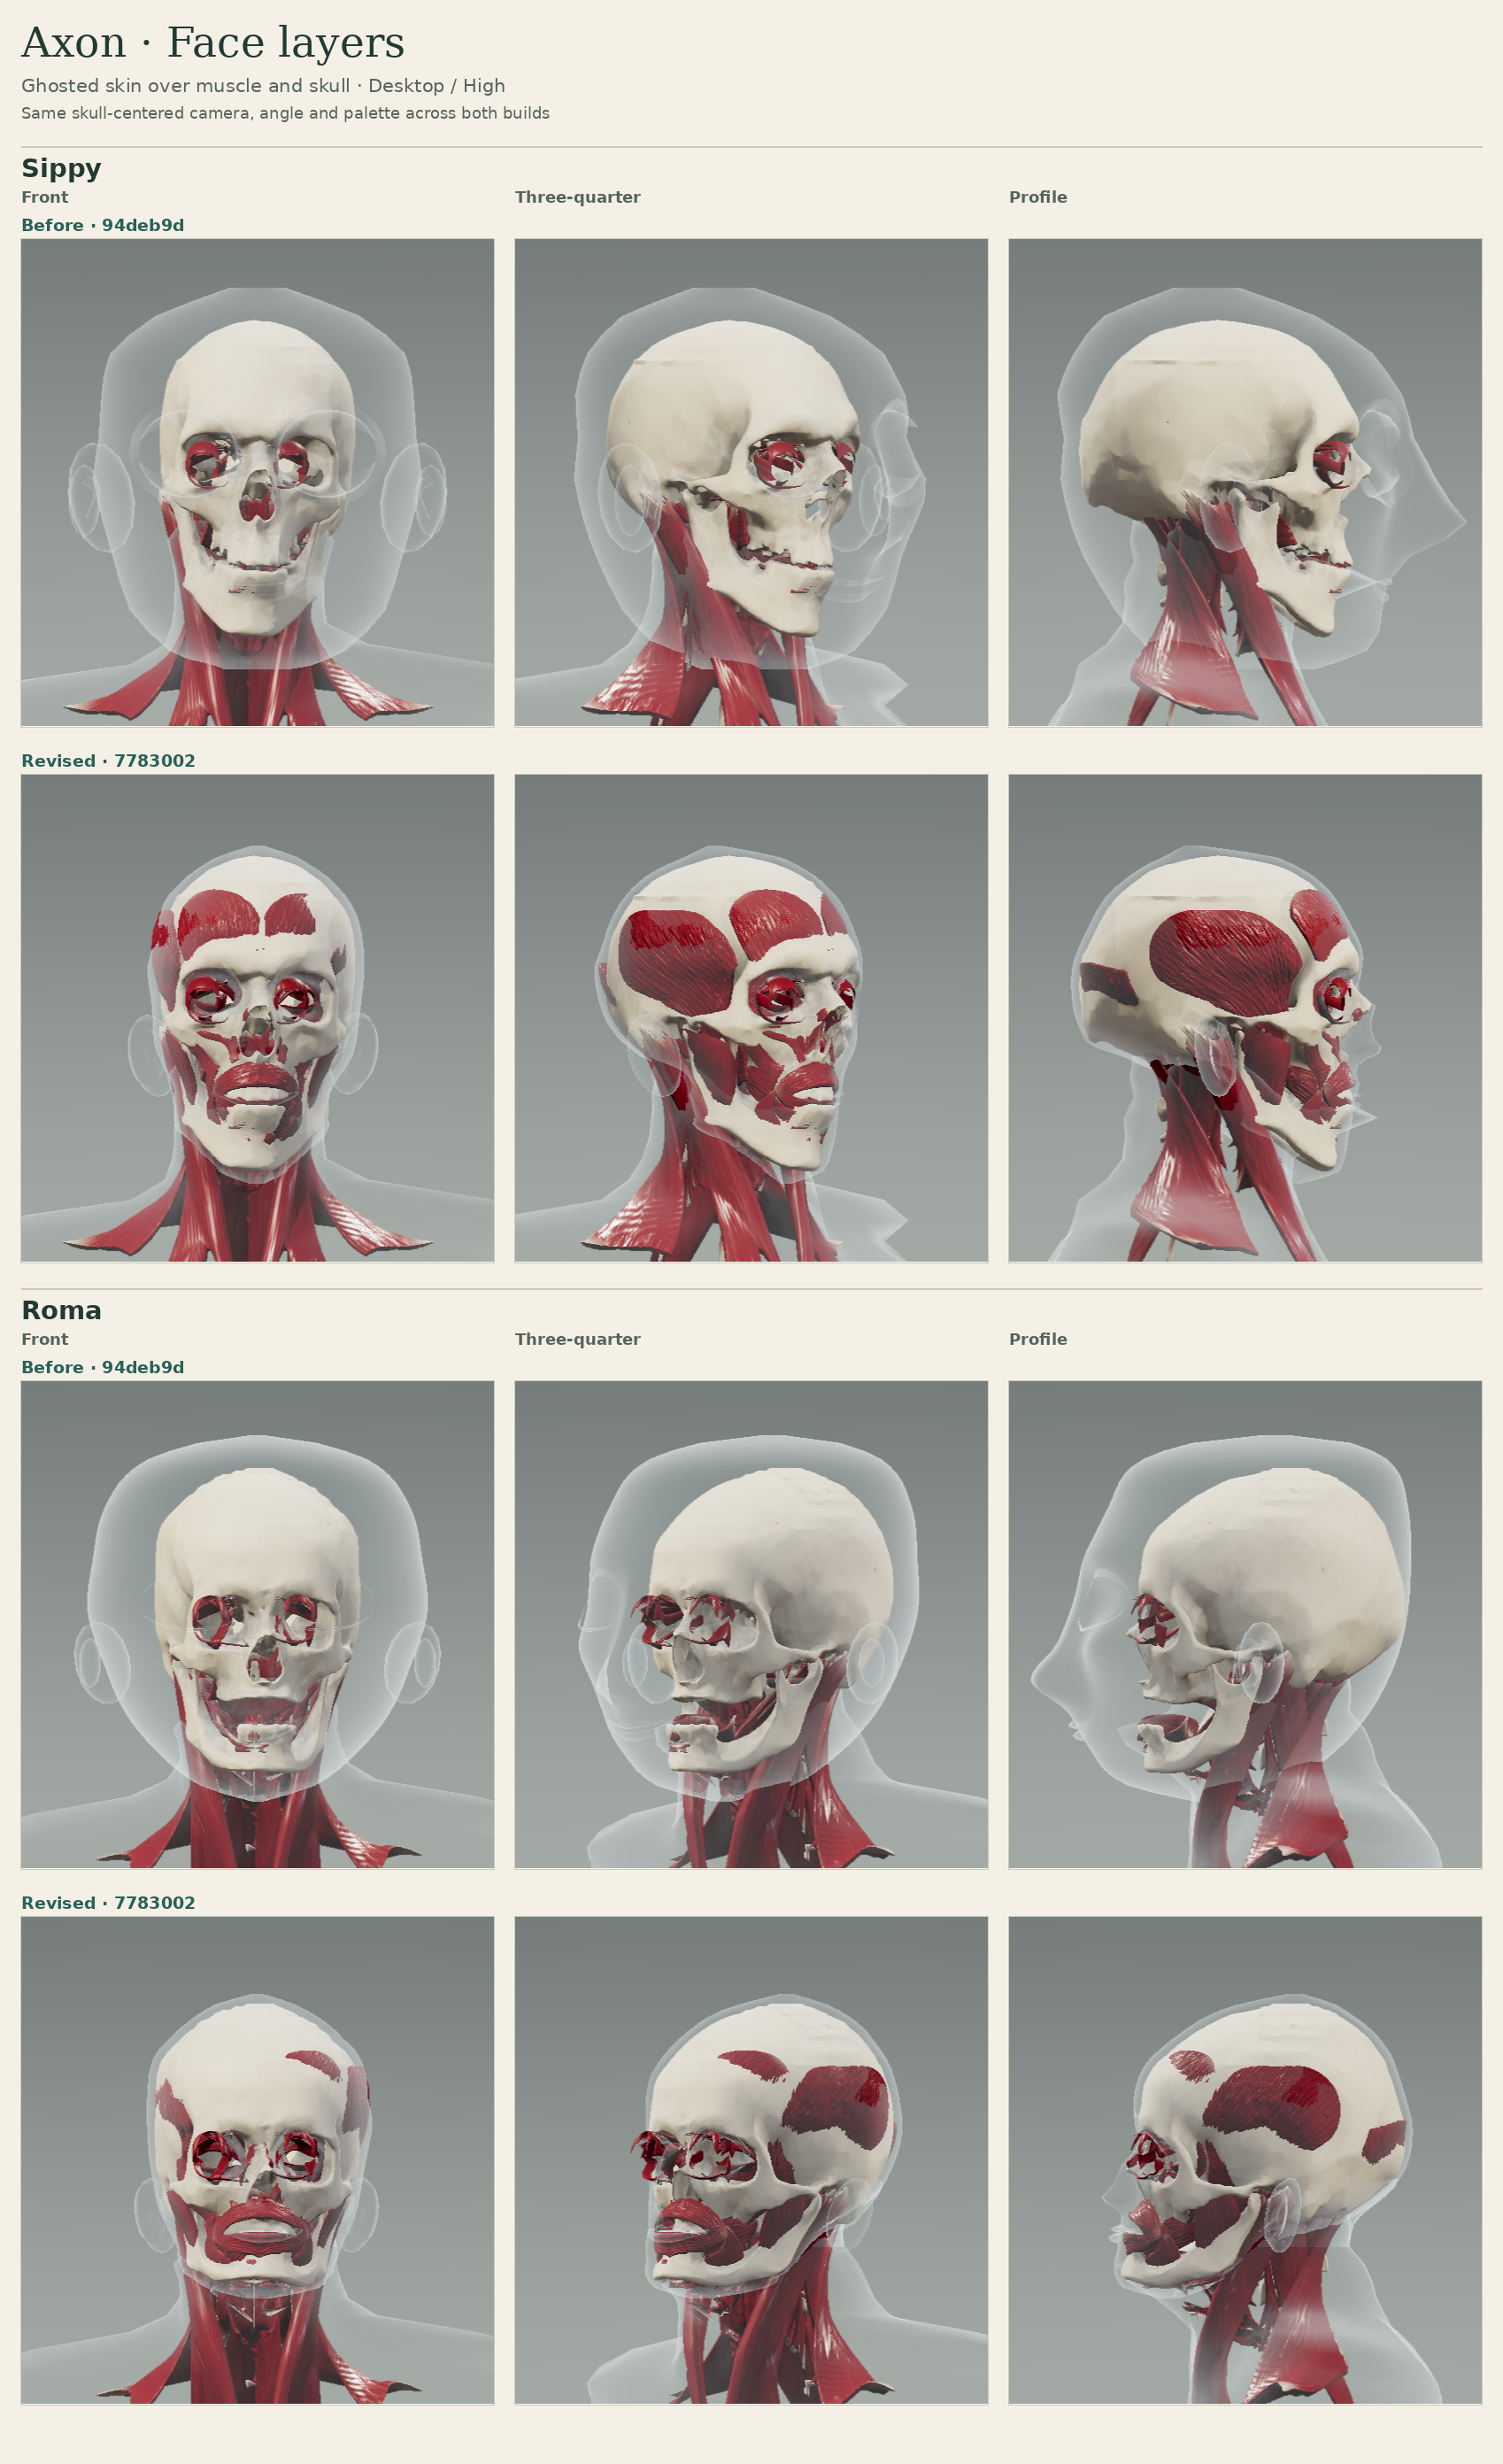 Axon · Face layers
Ghosted skin over muscle and skull · Desktop / High
Same skull-centered camera, angle and palette across both builds
Sippy
Front Three-quarter Profile
Before · 94deb9d
Revised · 7783002
Roma
Front Three-quarter Profile
Before · 94deb9d
Revised · 7783002